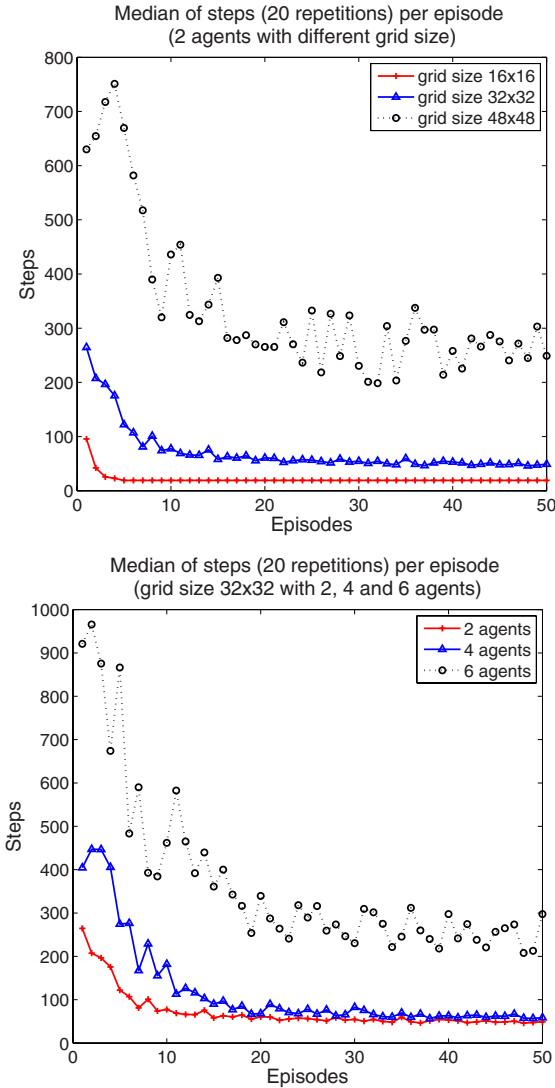 Median of steps (20 repetitions) per episode
(2 agents with different grid size)
800
700
600
500
400
300
200
100
0
Steps
grid size 16x16
grid size 32x32
grid size 48x48
0 10 20 30 40 50
Episodes
Median of steps (20 repetitions) per episode
(grid size 32x32 with 2, 4 and 6 agents)
1000
900
800
700
600
500
400
300
200
100
0
Steps
2 agents
4 agents
6 agents
0 10 20 30 40 50
Episodes